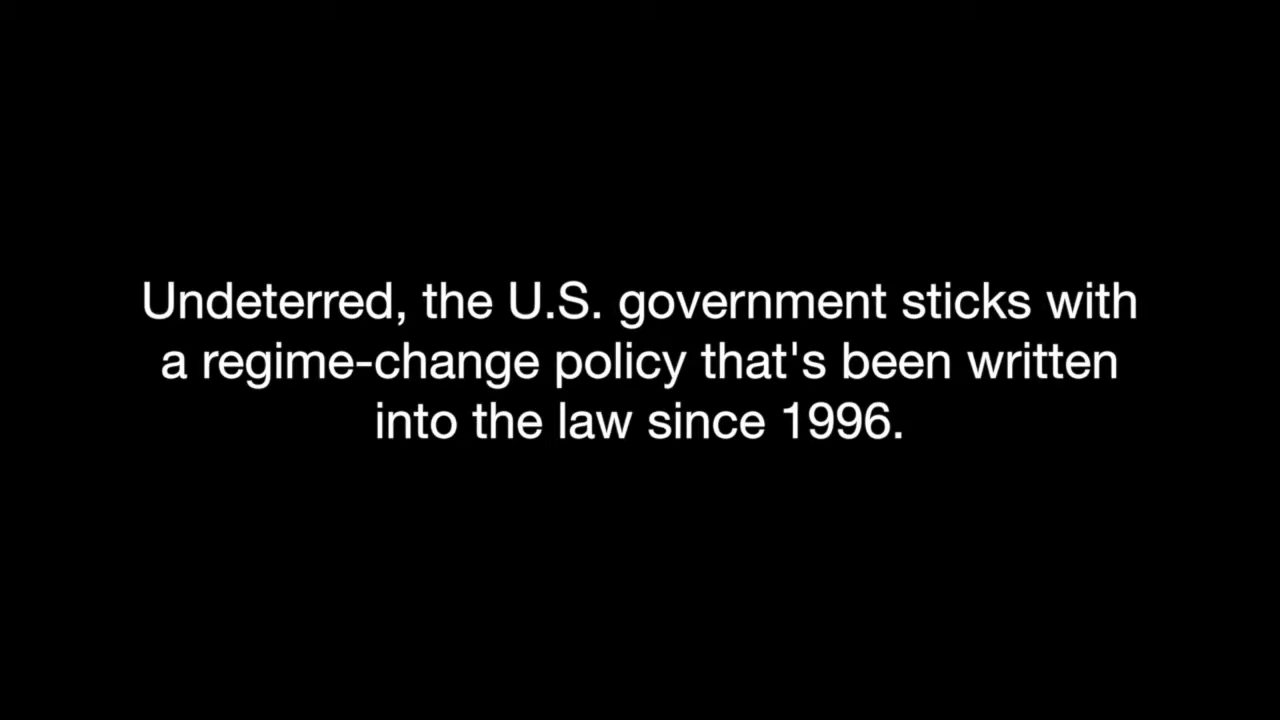 Undeterred, the U.S. government sticks with
a regime-change policy that's been written
into the law since 1996.